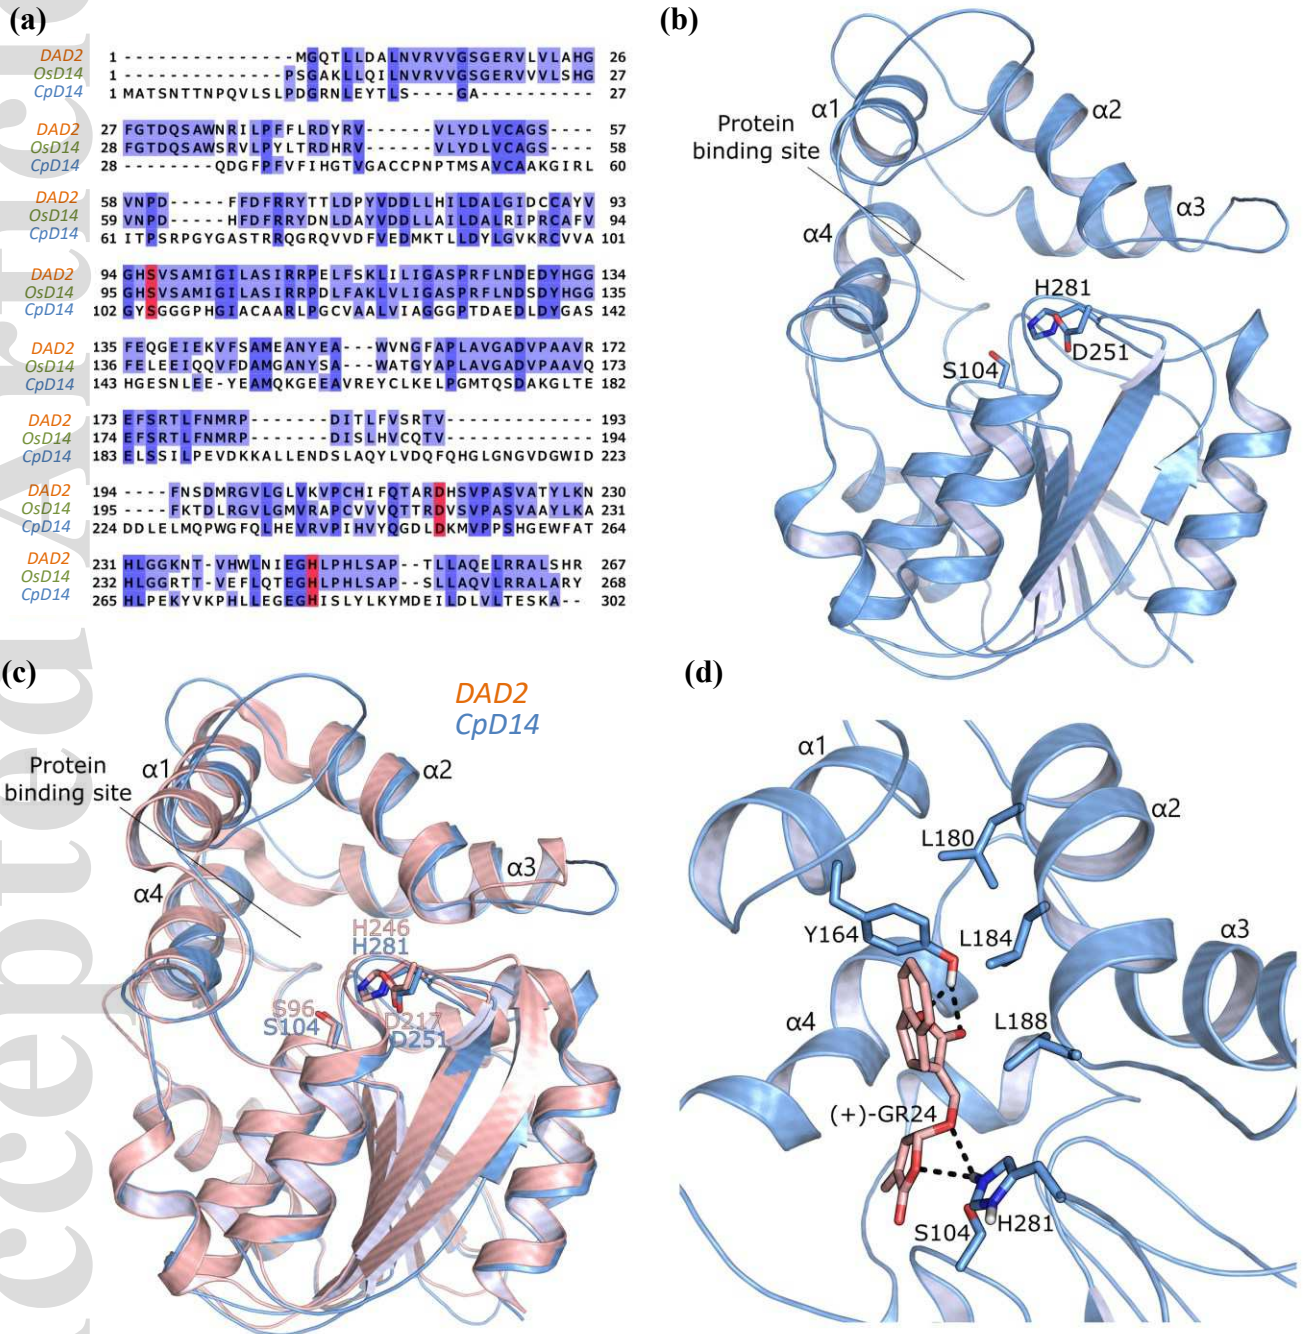 ccepted Artic
(a)
DAD2 1 ---------------MGQTLLDALNVRVVGSGERVLVLAHG 26
OsD14 1 --------------PSGAKLLQILNVRVVGSGERVVVLSHG 27
CpD14 1 MATSNTTNPQVLSLPDGRNLEYTLS----GA---------- 27
DAD2 27 FGTDQSAWNRILPFFLRDYRV------VLYDLVCAGS---- 57
OsD14 28 FGTDQSAWSRVLPYLTRDHRV------VLYDLVCAGS---- 58
CpD14 28 --------QDGFPFVFIHGTVGACCPNPTMSAVCAAKGIRL 60
DAD2 58 VNPD-----FFDFRRYTTLDPYVDDLLHILDALGIDCCAYV 93
OsD14 59 VNPD-----HFDFRRYDNLDAYVDDLLAILDALRIPRCAFV 94
CpD14 61 ITPSRPGYGASTRRQGRQVVDFVEDMKTLLDYLGVKRCVVA 101
DAD2 94 GHSVSAMIGILASIRRPELFSKLILIGASPRFLNDEDYHGG 134
OsD14 95 GHSVSAMIGILASIRRPDLFAKLVLIGASPRFLNDSDYHGG 135
CpD14 102 GYSGGGPHGIACAARLPGCVAALVIAGGGPTDAEDLDYGAS 142
DAD2 135 FEQGEIEKVFSAMEANYEA---WVNGFAPLAVGADVPAAVR 172
OsD14 136 FELEEIQQVFDAMGANYSA---WATGYAPLAVGADVPAAVQ 173
CpD14 143 HGESNLEE-YEAMQKGEEAVREYCLKELPGMTQSDAKGLTE 182
DAD2 173 EFSRTLFNMRP-------DITLFVSRTV------------- 193
OsD14 174 EFSRTLFNMRP-------DISLHVCQTV------------- 194
CpD14 183 ELSSILPEVDKKALLENDSLAQYLVDQFQHGLGNGVDGWID 223
DAD2 194 ----FNSDMRGVLGLVKVPCHIFQTARDHSVPASVATYLKN 230
OsD14 195 ----FKTDLRGVLGMVRAPCVVVQTTRDVSVPASVAAYLKA 231
CpD14 224 DDLELMQPWGFQLHEVRVPIHVYQGDLDKMVPPSHGEWFAT 264
DAD2 231 HLGGKNT-VHWLNIEGHLPHLSAP--TLLAQELRRALSHR 267
OsD14 232 HLGGRTT-VEFLQTEGHLPHLSAP--SLLAQVLRRALARY 268
CpD14 265 HLPEKYVKPHLLEGEGHISLYLKYMDEILDLVLTESKA-- 302
(b)
α1
α2
Protein
binding site
α3
α4
H281
D251
S104
(c)
DAD2
CpD14
Protein
binding site
α1
α2
α3
α4
H246
H281
S96
S104
D217
D251
(d)
α1
α2
L180
Y164
L184
α3
α4
L188
(+)-GR24
S104
H281